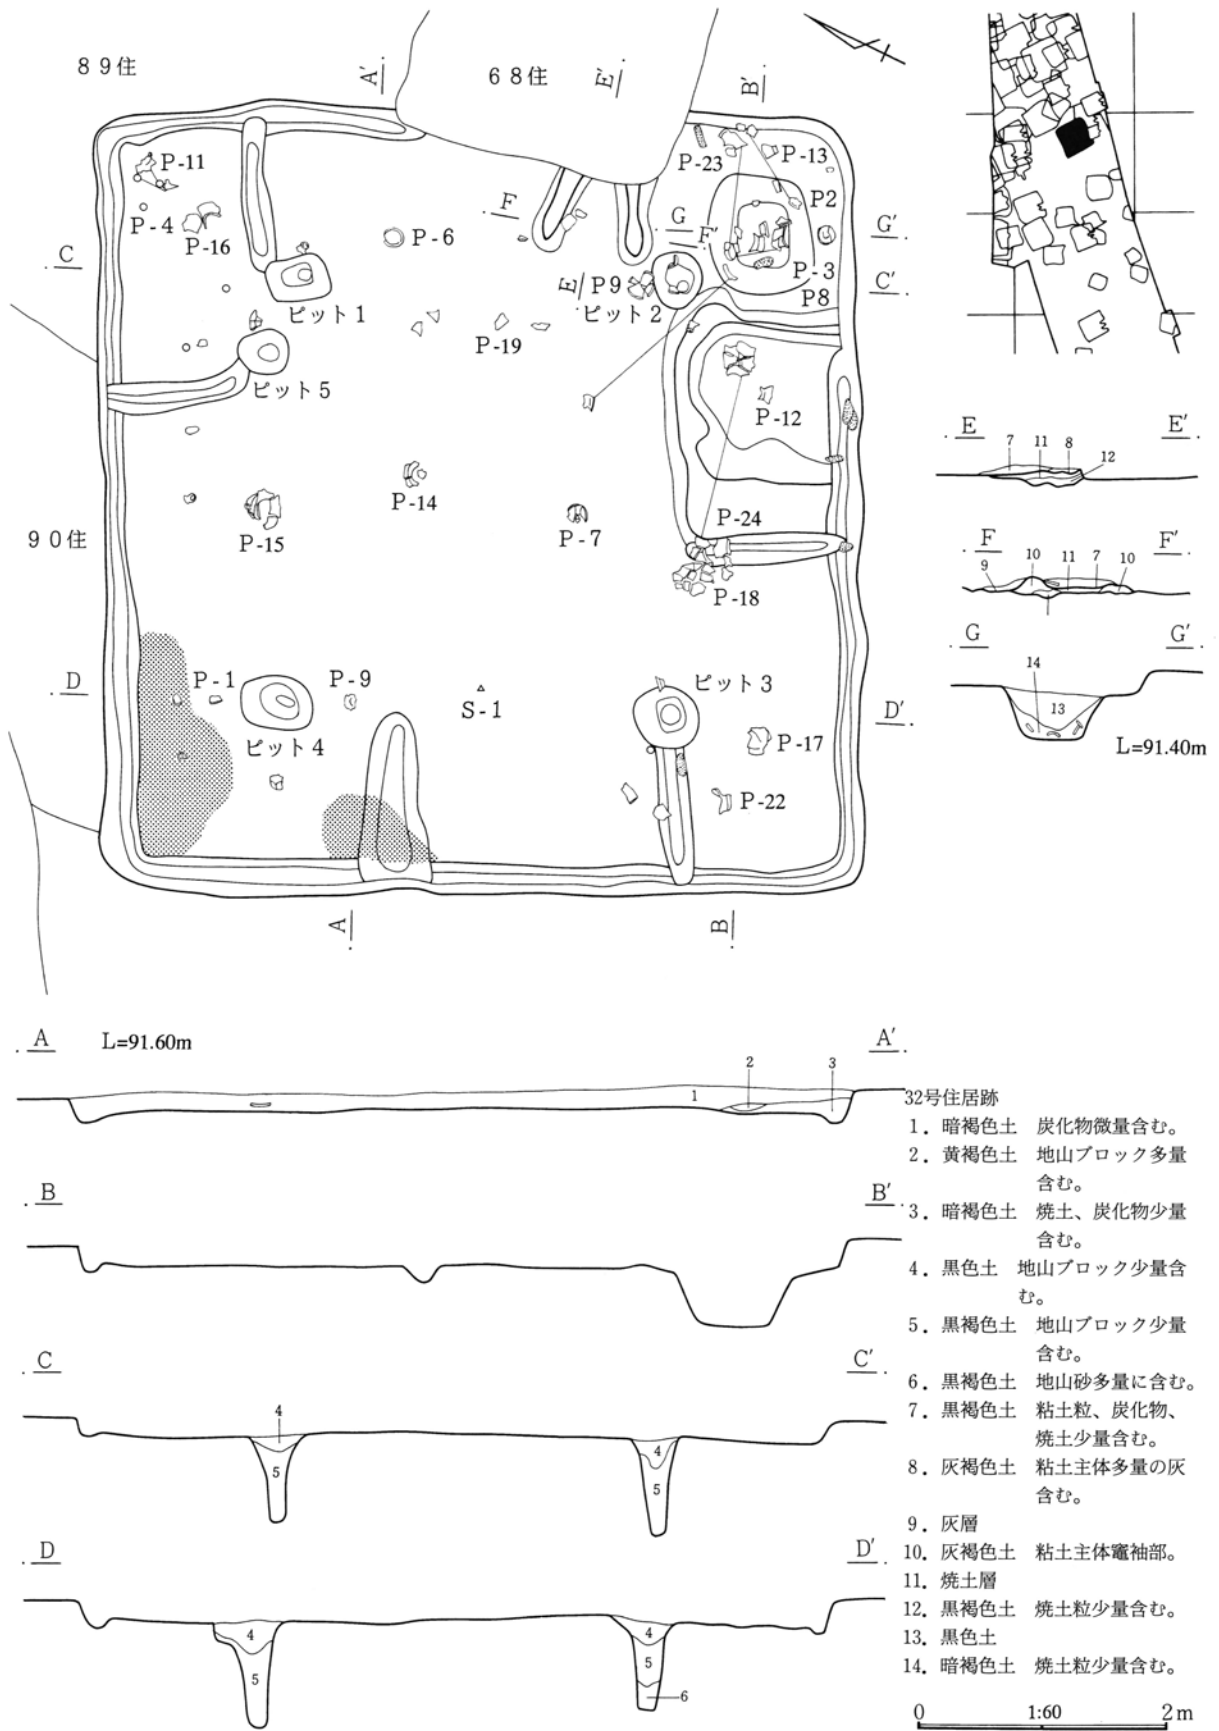 89住
A'
68住
E'
B'
P-11
P-23
P-13
P-4
P-16
P-6
F
G
F'
P2
G'
C
P-3
C'
E
P9
P8
ピット1
ピット2
P-19
ピット5
P-12
P-14
P-15
P-7
P-24
90住
P-18
D
P-1
P-9
S-1
ピット3
D'
ピット4
P-17
P-22
A
B
E
E'
7
11
8
12
F
F'
9
10
11
7
10
G
G'
14
13
L=91.40m
A
L=91.60m
A'
1
2
3
B
B'
C
C'
4
5
4
5
D
D'
4
5
4
5
6
32号住居跡
1. 暗褐色土 炭化物微量含む。
2. 黄褐色土 地山ブロック多量
含む。
3. 暗褐色土 焼土、炭化物少量
含む。
4. 黒色土 地山ブロック少量含
む。
5. 黒褐色土 地山ブロック少量
含む。
6. 黒褐色土 地山砂多量に含む。
7. 黒褐色土 粘土粒、炭化物、
焼土少量含む。
8. 灰褐色土 粘土主体多量の灰
含む。
9. 灰層
10. 灰褐色土 粘土主体竈袖部。
11. 焼土層
12. 黒褐色土 焼土粒少量含む。
13. 黒色土
14. 暗褐色土 焼土粒少量含む。
0 1:60 2m